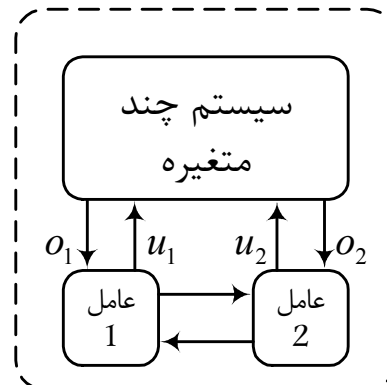 سیستم چند
متغیره
o1 u1 u2 o2
عامل
1
عامل
2